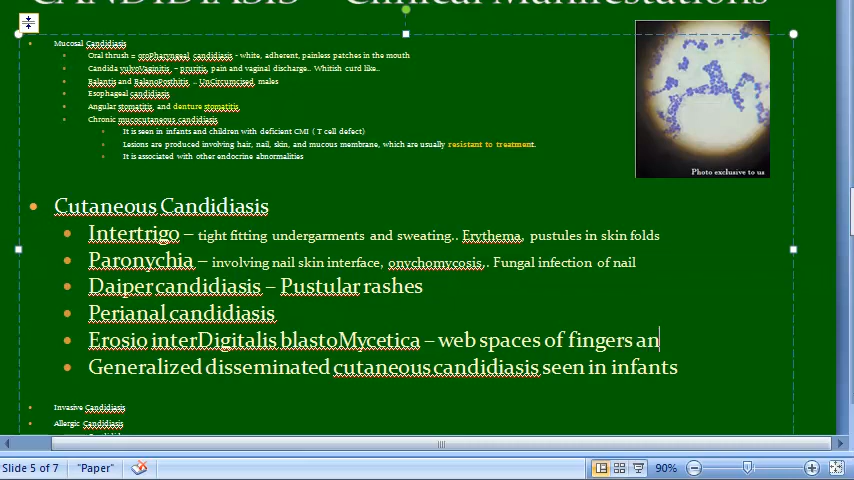 CANDIDIASIS – Clinical Manifestations
Mucosal Candidiasis
Oral thrush = oroPharyngeal candidiasis - white, adherent, painless patches in the mouth
Candida vulvoVaginitis, - pruritis, pain and vaginal discharge.. Whitish curd like..
Balantis and BalanoPosthitis .. UnCircumcised, males
Esophageal candidiasis
Angular stomatitis, and denture stomatitis,
Chronic mucocutaneous candidiasis
It is seen in infants and children with deficient CMI ( T cell defect)
Lesions are produced involving hair, nail, skin, and mucous membrane, which are usually resistant to treatment.
It is associated with other endocrine abnormalities
Photo exclusive to us
Cutaneous Candidiasis
Intertrigo – tight fitting undergarments and sweating.. Erythema, pustules in skin folds
Paronychia – involving nail skin interface, onychomycosis,. Fungal infection of nail
Daiper candidiasis – Pustular rashes
Perianal candidiasis
Erosio interDigitalis blastoMycetica – web spaces of fingers an
Generalized disseminated cutaneous candidiasis seen in infants
Invasive Candidiasis
Allergic Candidiasis
Slide 5 of 7 "Paper" 90%